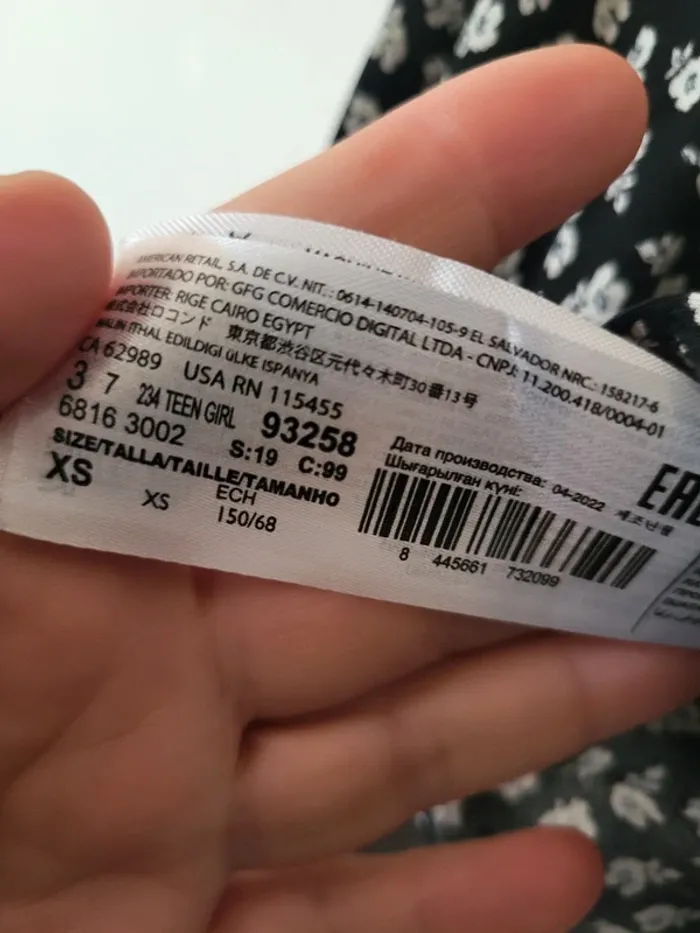 AMERICAN RETAIL, S.A. DE C.V. NIT.: 0614-140704-105-9 EL SALVADOR NRC.: 158217-6
IMPORTADO POR: GFG COMERCIO DIGITAL LTDA - CNPJ: 11.200.418/0004-01
IMPORTER: RIGE CAIRO EGYPT
株式会社ロコンド 東京都渋谷区元代々木町30番13号
MALIN ITHAL EDILDIGI ÜLKE ISPANYA
CA 62989 USA RN 115455
3 7 234 TEEN GIRL 93258
6816 3002 S:19 C:99
SIZE/TALLA/TAILLE/TAMANHO
XS XS ECH
150/68
Дата производства: 04-2022 제조년월
Шығарылған күні:
8 445661 732099